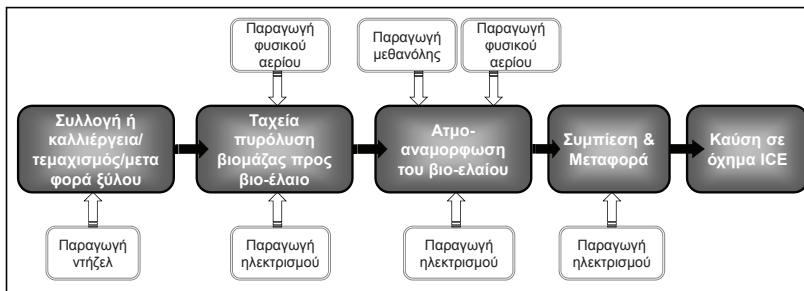 Παραγωγή
φυσικού
αερίου
Παραγωγή
μεθανόλης
Παραγωγή
φυσικού
αερίου
Συλλογή ή
καλλιέργεια/
τεμαχισμός/μετα
φορά ξύλου
Ταχεία
πυρόλυση
βιομάζας προς
βιο-έλαιο
Ατμο-
αναμορφωση
του βιο-ελαίου
Συμπίεση &
Μεταφορά
Καύση σε
όχημα ICE
Παραγωγή
ντήζελ
Παραγωγή
ηλεκτρισμού
Παραγωγή
ηλεκτρισμού
Παραγωγή
ηλεκτρισμού